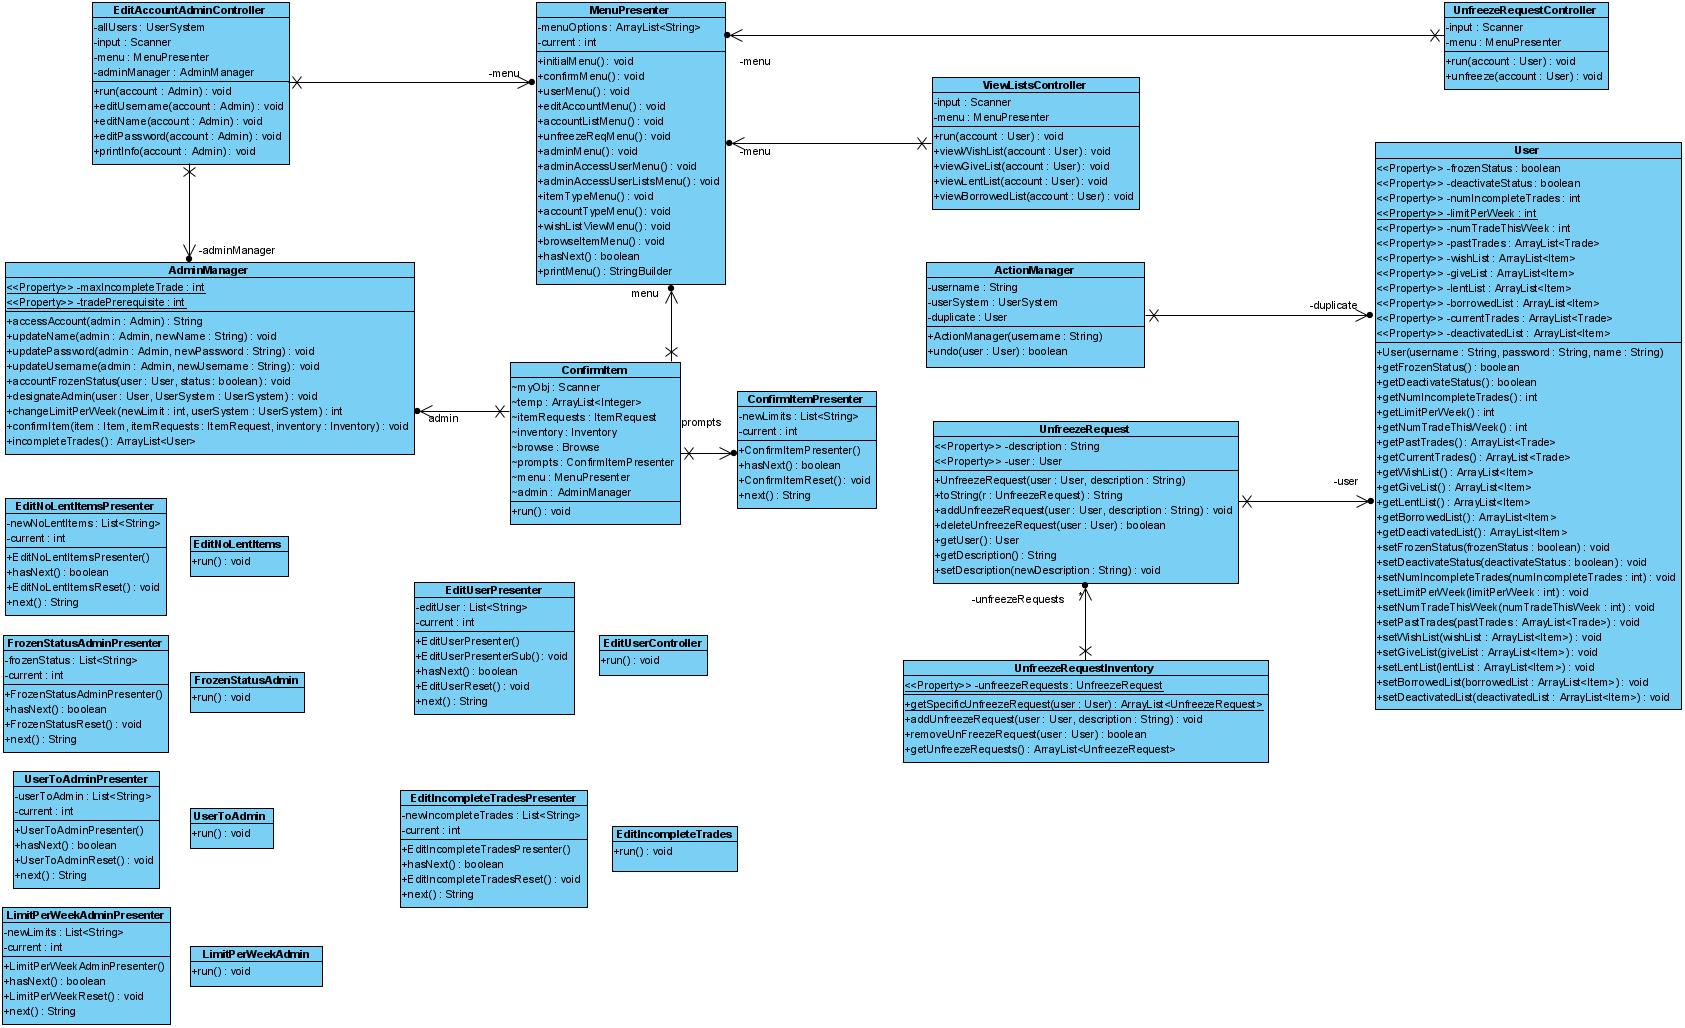 EditAccountAdminController
-allUsers : UserSystem
-input : Scanner
-menu : MenuPresenter
-adminManager : AdminManager
+run(account : Admin) : void
+editUsername(account : Admin) : void
+editName(account : Admin) : void
+editPassword(account : Admin) : void
+printInfo(account : Admin) : void
-menu
-adminManager
MenuPresenter
-menuOptions : ArrayList<String>
-current : int
+initialMenu() : void
+confirmMenu() : void
+userMenu() : void
+editAccountMenu() : void
+accountListMenu() : void
+unfreezeReqMenu() : void
+adminMenu() : void
+adminAccessUserMenu() : void
+adminAccessUserListsMenu() : void
+itemTypeMenu() : void
+accountTypeMenu() : void
+wishListViewMenu() : void
+browseItemMenu() : void
+hasNext() : boolean
+printMenu() : StringBuilder
menu
-menu
-menu
UnfreezeRequestController
-input : Scanner
-menu : MenuPresenter
+run(account : User) : void
+unfreeze(account : User) : void
ViewListsController
-input : Scanner
-menu : MenuPresenter
+run(account : User) : void
+viewWishList(account : User) : void
+viewGiveList(account : User) : void
+viewLentList(account : User) : void
+viewBorrowedList(account : User) : void
User
<<Property>> -frozenStatus : boolean
<<Property>> -deactivateStatus : boolean
<<Property>> -numIncompleteTrades : int
<<Property>> -limitPerWeek : int
<<Property>> -numTradeThisWeek : int
<<Property>> -pastTrades : ArrayList<Trade>
<<Property>> -wishList : ArrayList<Item>
<<Property>> -giveList : ArrayList<Item>
<<Property>> -lentList : ArrayList<Item>
<<Property>> -borrowedList : ArrayList<Item>
<<Property>> -currentTrades : ArrayList<Trade>
<<Property>> -deactivatedList : ArrayList<Item>
+User(username : String, password : String, name : String)
+getFrozenStatus() : boolean
+getDeactivateStatus() : boolean
+getNumIncompleteTrades() : int
+getLimitPerWeek() : int
+getNumTradeThisWeek() : int
+getPastTrades() : ArrayList<Trade>
+getCurrentTrades() : ArrayList<Trade>
+getWishList() : ArrayList<Item>
+getGiveList() : ArrayList<Item>
+getLentList() : ArrayList<Item>
+getBorrowedList() : ArrayList<Item>
+getDeactivatedList() : ArrayList<Item>
+setFrozenStatus(frozenStatus : boolean) : void
+setDeactivateStatus(deactivateStatus : boolean) : void
+setNumIncompleteTrades(numIncompleteTrades : int) : void
+setLimitPerWeek(limitPerWeek : int) : void
+setNumTradeThisWeek(numTradeThisWeek : int) : void
+setPastTrades(pastTrades : ArrayList<Trade>) : void
+setWishList(wishList : ArrayList<Item>) : void
+setGiveList(giveList : ArrayList<Item>) : void
+setLentList(lentList : ArrayList<Item>) : void
+setBorrowedList(borrowedList : ArrayList<Item>) : void
+setDeactivatedList(deactivatedList : ArrayList<Item>) : void
AdminManager
<<Property>> -maxIncompleteTrade : int
<<Property>> -tradePrerequisite : int
+accessAccount(admin : Admin) : String
+updateName(admin : Admin, newName : String) : void
+updatePassword(admin : Admin, newPassword : String) : void
+updateUsername(admin : Admin, newUsername : String) : void
+accountFrozenStatus(user : User, status : boolean) : void
+designateAdmin(user : User, UserSystem : UserSystem) : void
+changeLimitPerWeek(newLimit : int, userSystem : UserSystem) : int
+confirmItem(item : Item, itemRequests : ItemRequest, inventory : Inventory) : void
+incompleteTrades() : ArrayList<User>
admin
ActionManager
-username : String
-userSystem : UserSystem
-duplicate : User
+ActionManager(username : String)
+undo(user : User) : boolean
-duplicate
ConfirmItem
~myObj : Scanner
~temp : ArrayList<Integer>
~itemRequests : ItemRequest
~inventory : Inventory
~browse : Browse
~prompts : ConfirmItemPresenter
~menu : MenuPresenter
~admin : AdminManager
+run() : void
prompts
ConfirmItemPresenter
-newLimits : List<String>
-current : int
+ConfirmItemPresenter()
+hasNext() : boolean
+ConfirmItemReset() : void
+next() : String
UnfreezeRequest
<<Property>> -description : String
<<Property>> -user : User
+UnfreezeRequest(user : User, description : String)
+toString(r : UnfreezeRequest) : String
+addUnfreezeRequest(user : User, description : String) : void
+deleteUnfreezeRequest(user : User) : boolean
+getUser() : User
+getDescription() : String
+setDescription(newDescription : String) : void
-user
-unfreezeRequests
*
UnfreezeRequestInventory
<<Property>> -unfreezeRequests : UnfreezeRequest
+getSpecificUnfreezeRequest(user : User) : ArrayList<UnfreezeRequest>
+addUnfreezeRequest(user : User, description : String) : void
+removeUnFreezeRequest(user : User) : boolean
+getUnfreezeRequests() : ArrayList<UnfreezeRequest>
EditNoLentItemsPresenter
-newNoLentItems : List<String>
-current : int
+EditNoLentItemsPresenter()
+hasNext() : boolean
+EditNoLentItemsReset() : void
+next() : String
EditNoLentItems
+run() : void
EditUserPresenter
-editUser : List<String>
-current : int
+EditUserPresenter()
+EditUserPresenterSub() : void
+hasNext() : boolean
+EditUserReset() : void
+next() : String
EditUserController
+run() : void
FrozenStatusAdminPresenter
-frozenStatus : List<String>
-current : int
+FrozenStatusAdminPresenter()
+hasNext() : boolean
+FrozenStatusReset() : void
+next() : String
FrozenStatusAdmin
+run() : void
UserToAdminPresenter
-userToAdmin : List<String>
-current : int
+UserToAdminPresenter()
+hasNext() : boolean
+UserToAdminReset() : void
+next() : String
UserToAdmin
+run() : void
EditIncompleteTradesPresenter
-newIncompleteTrades : List<String>
-current : int
+EditIncompleteTradesPresenter()
+hasNext() : boolean
+EditIncompleteTradesReset() : void
+next() : String
EditIncompleteTrades
+run() : void
LimitPerWeekAdminPresenter
-newLimits : List<String>
-current : int
+LimitPerWeekAdminPresenter()
+hasNext() : boolean
+LimitPerWeekReset() : void
+next() : String
LimitPerWeekAdmin
+run() : void